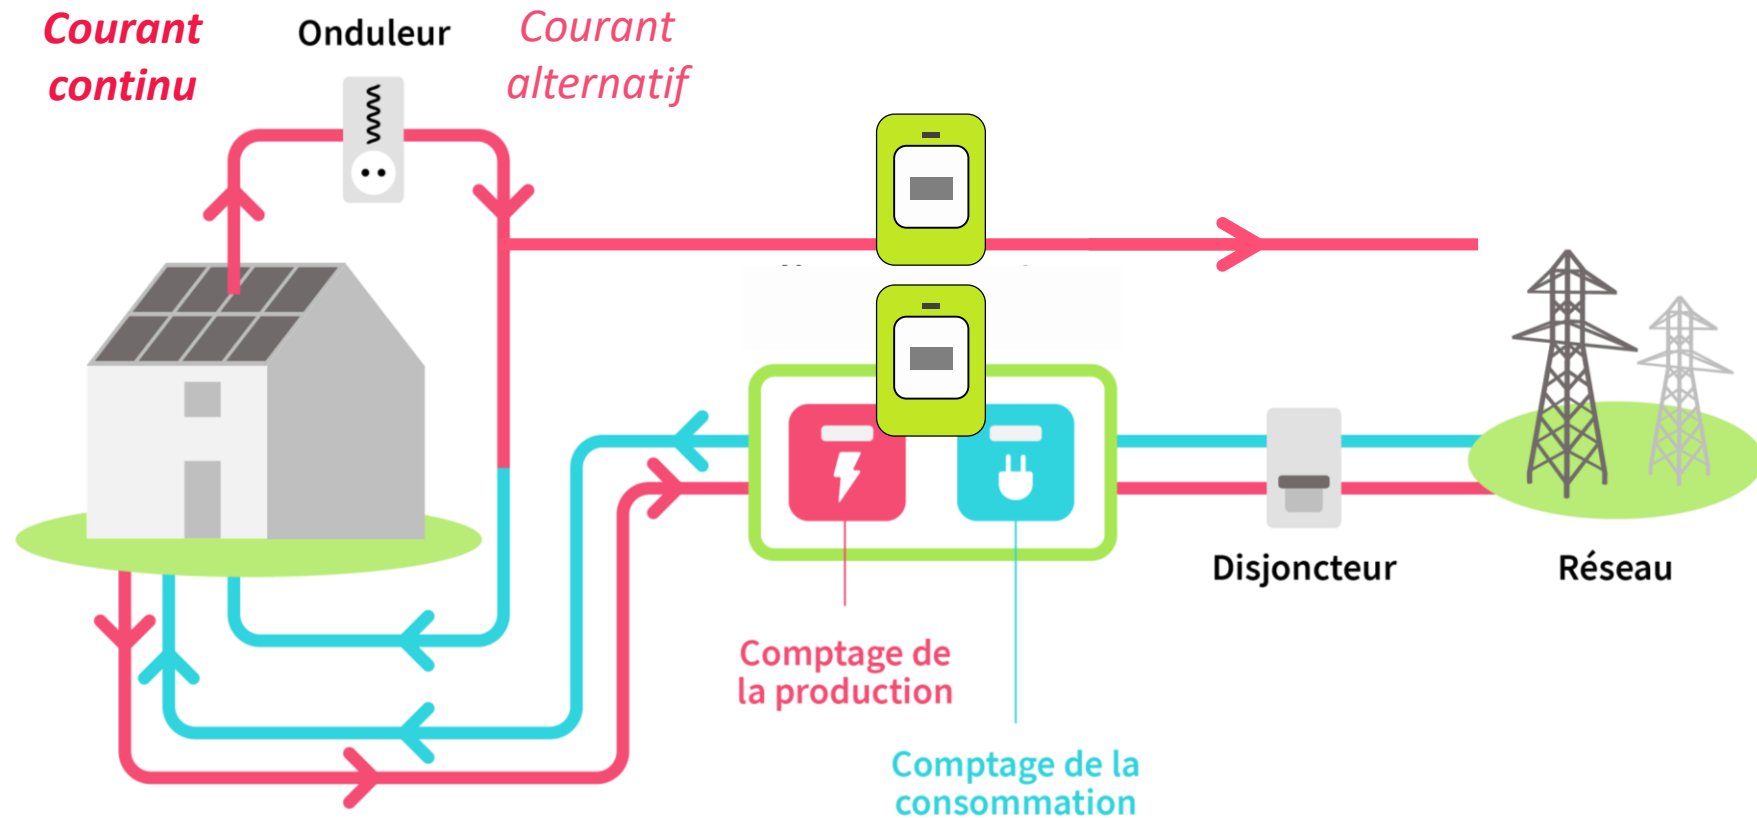 Courant
continu
Onduleur
Courant
alternatif
Disjoncteur
Réseau
Comptage de
la production
Comptage de la
consommation